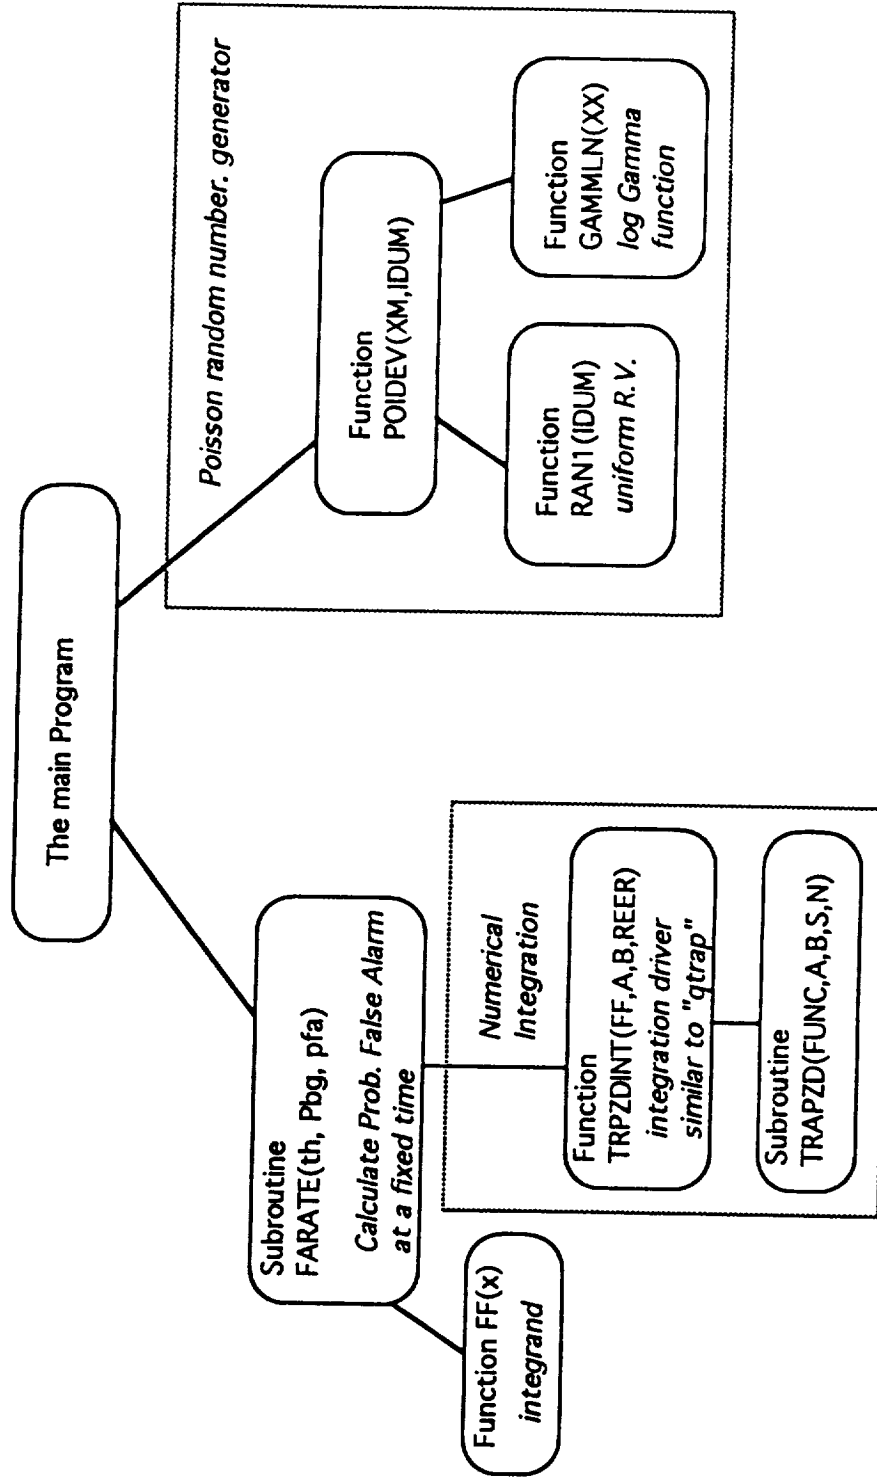 The main Program
Subroutine
FARATE(th, Pbg, pfa)
Calculate Prob. False Alarm
at a fixed time
Function FF(x)
integrand
Numerical
Integration
Function
TRPZDINT(FF,A,B,REER)
integration driver
similar to "qtrap"
Subroutine
TRAPZD(FUNC,A,B,S,N)
Poisson random number. generator
Function
POIDEV(XM,IDUM)
Function
RAN1(IDUM)
uniform R.V.
Function
GAMMLN(XX)
log Gamma
function